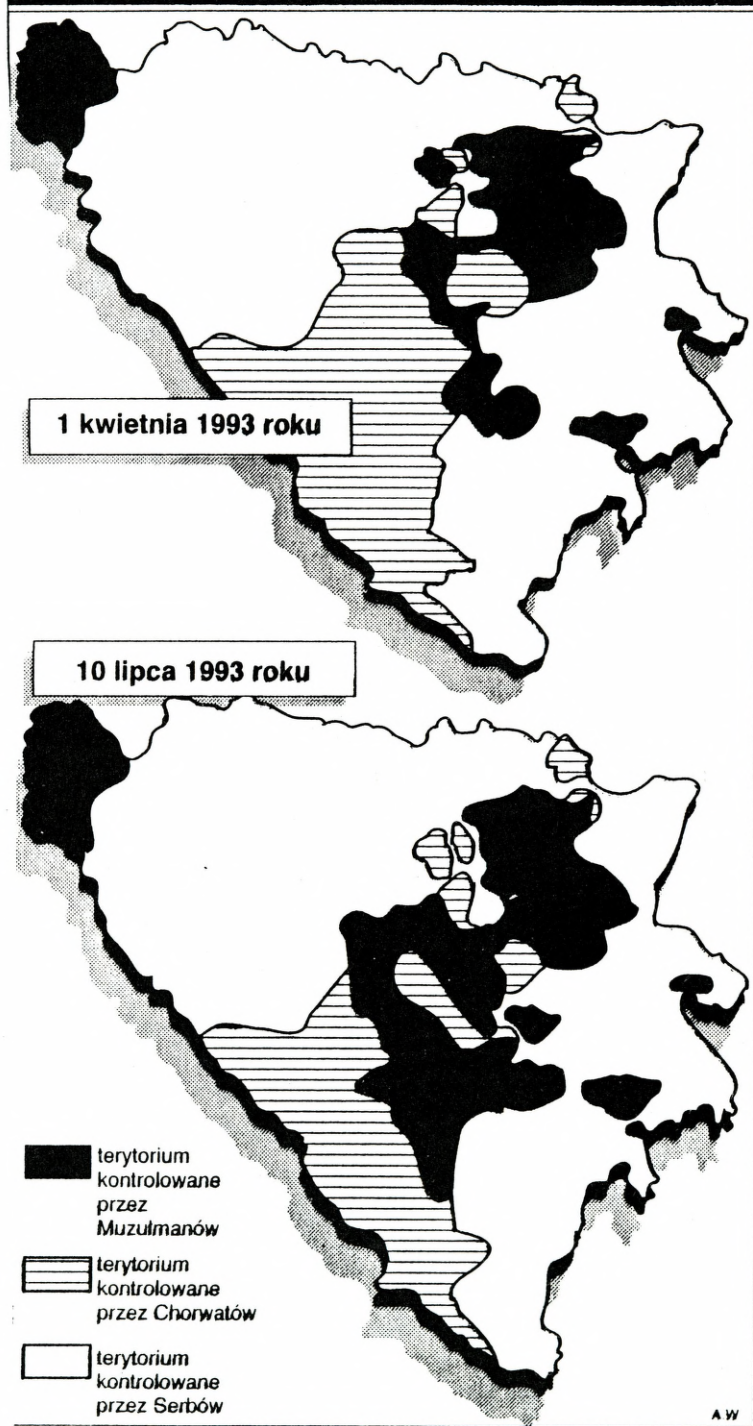 1 kwietnia 1993 roku
10 lipca 1993 roku
terytorium
kontrolowane
przez
Muzułmanów
terytorium
kontrolowane
przez Chorwatów
terytorium
kontrolowane
przez Serbów
A.W